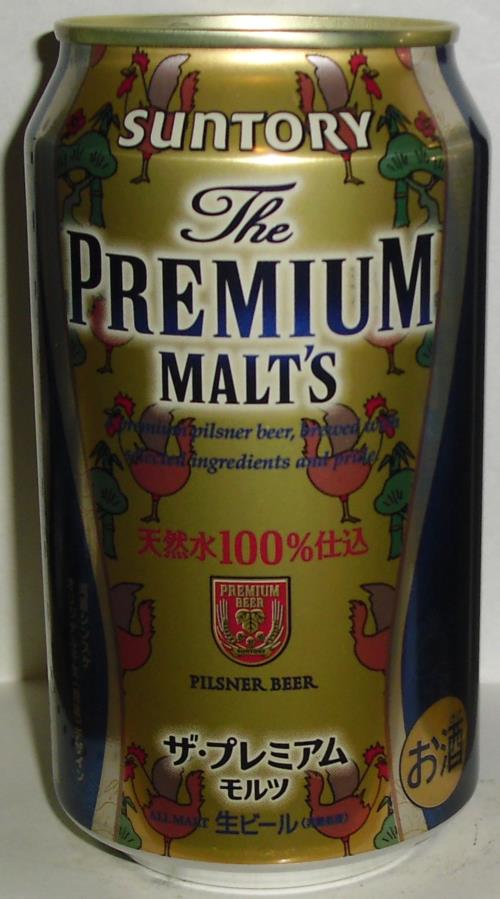 SUNTORY
The
PREMIUM
MALT'S
premium pilsner beer, brewed with
selected ingredients and pride.
天然水100%仕込
PREMIUM
BEER
SUNTORY
PILSNER BEER
ザ・プレミアム
モルツ
ALL MALT 生ビール
お酒